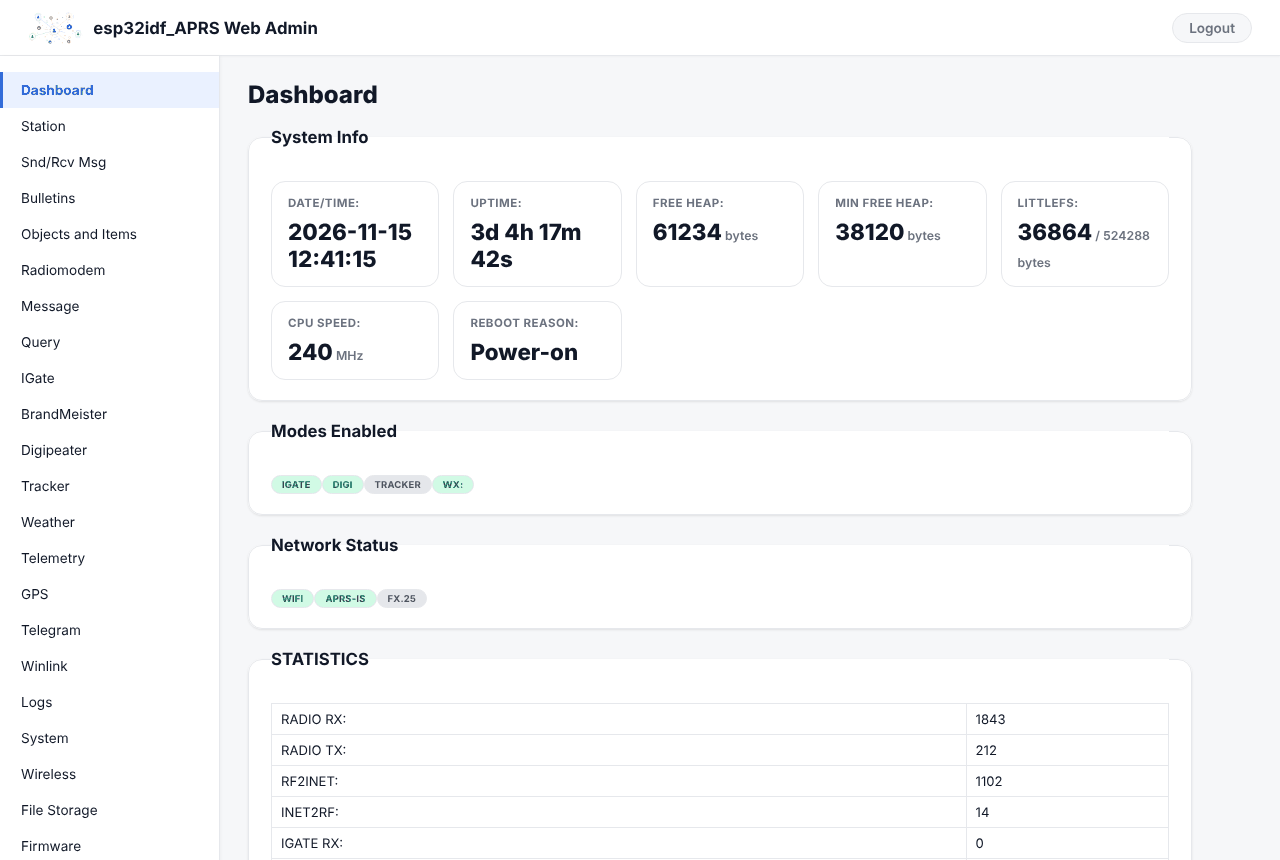 esp32idf_APRS Web Admin
Logout
Dashboard
Station
Snd/Rcv Msg
Bulletins
Objects and Items
Radiomodem
Message
Query
IGate
BrandMeister
Digipeater
Tracker
Weather
Telemetry
GPS
Telegram
Winlink
Logs
System
Wireless
File Storage
Firmware
Dashboard
System Info
DATE/TIME:
2026-11-15
12:41:15
UPTIME:
3d 4h 17m
42s
FREE HEAP:
61234 bytes
MIN FREE HEAP:
38120 bytes
LITTLEFS:
36864 / 524288
bytes
CPU SPEED:
240 MHz
REBOOT REASON:
Power-on
Modes Enabled
IGATE DIGI TRACKER WX:
Network Status
WIFI APRS-IS FX.25
STATISTICS
RADIO RX: 1843
RADIO TX: 212
RF2INET: 1102
INET2RF: 14
IGATE RX: 0